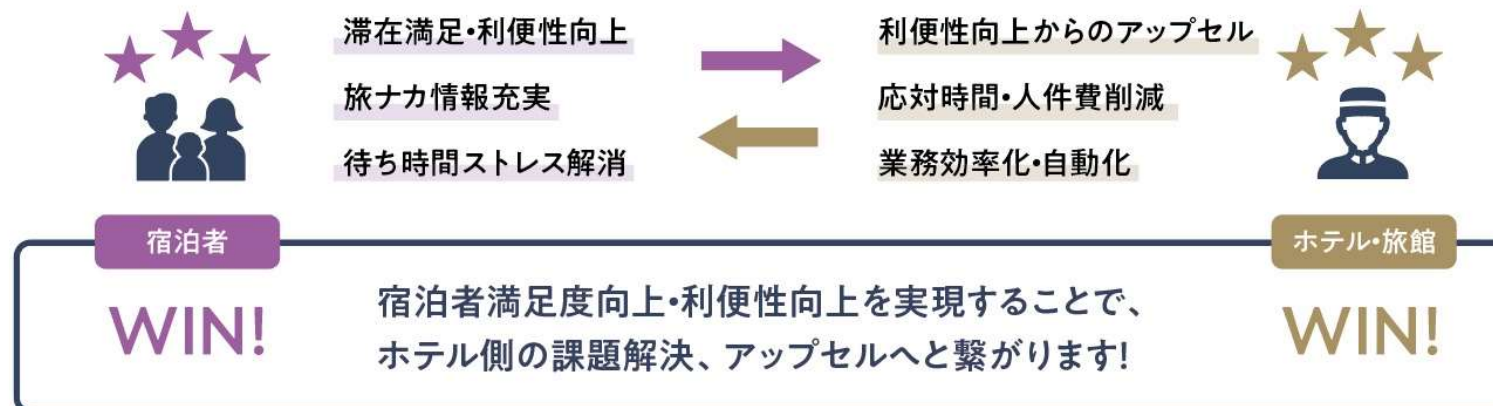 滞在満足・利便性向上
旅ナカ情報充実
待ち時間ストレス解消
利便性向上からのアップセル
応対時間・人件費削減
業務効率化・自動化
宿泊者
WIN!
宿泊者満足度向上・利便性向上を実現することで、
ホテル側の課題解決、アップセルへと繋がります!
ホテル・旅館
WIN!